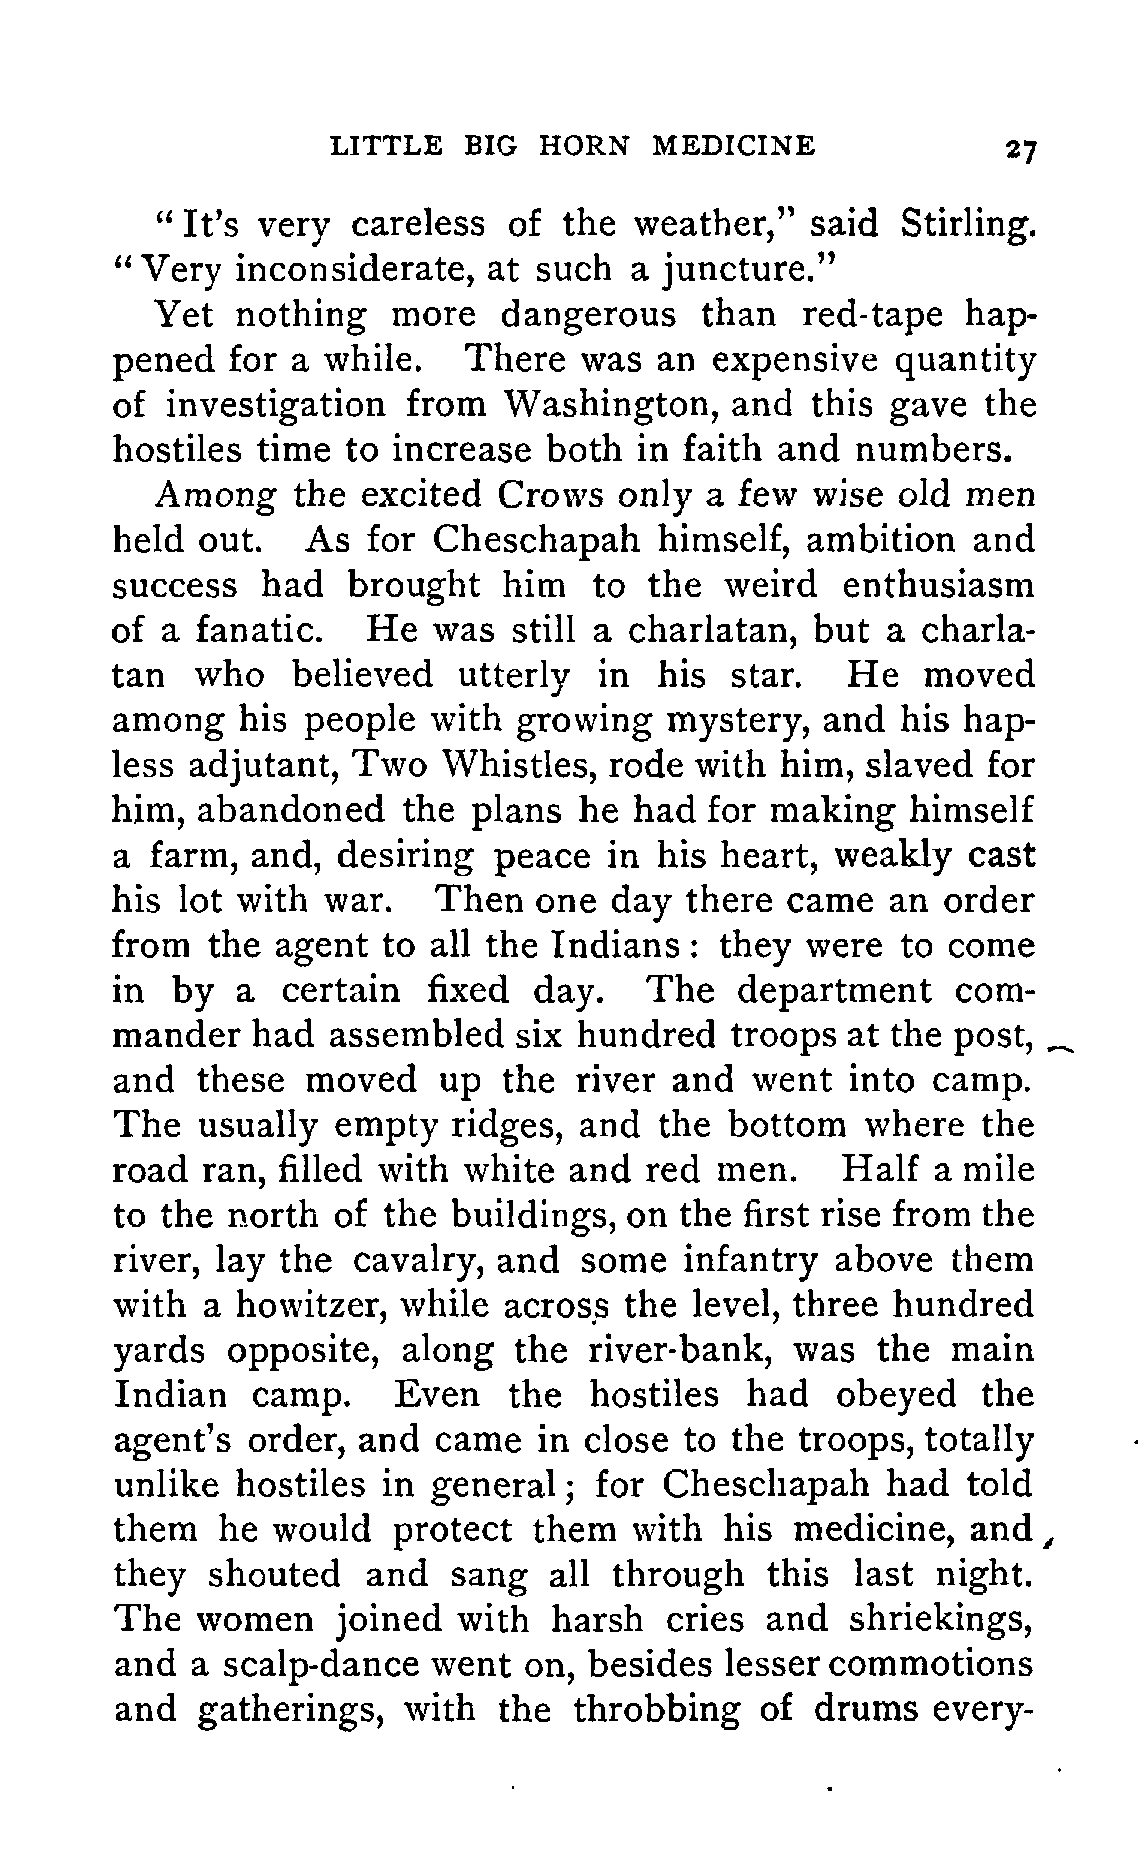 LITTLE BIG HORN MEDICINE 27
"It's very careless of the weather," said Stirling.
"Very inconsiderate, at such a juncture."
Yet nothing more dangerous than red-tape hap-
pened for a while. There was an expensive quantity
of investigation from Washington, and this gave the
hostiles time to increase both in faith and numbers.
Among the excited Crows only a few wise old men
held out. As for Cheschapah himself, ambition and
success had brought him to the weird enthusiasm
of a fanatic. He was still a charlatan, but a charla-
tan who believed utterly in his star. He moved
among his people with growing mystery, and his hap-
less adjutant, Two Whistles, rode with him, slaved for
him, abandoned the plans he had for making himself
a farm, and, desiring peace in his heart, weakly cast
his lot with war. Then one day there came an order
from the agent to all the Indians: they were to come
in by a certain fixed day. The department com-
mander had assembled six hundred troops at the post,
and these moved up the river and went into camp.
The usually empty ridges, and the bottom where the
road ran, filled with white and red men. Half a mile
to the north of the buildings, on the first rise from the
river, lay the cavalry, and some infantry above them
with a howitzer, while across the level, three hundred
yards opposite, along the river-bank, was the main
Indian camp. Even the hostiles had obeyed the
agent's order, and came in close to the troops, totally
unlike hostiles in general; for Cheschapah had told
them he would protect them with his medicine, and
they shouted and sang all through this last night.
The women joined with harsh cries and shriekings,
and a scalp-dance went on, besides lesser commotions
and gatherings, with the throbbing of drums every-